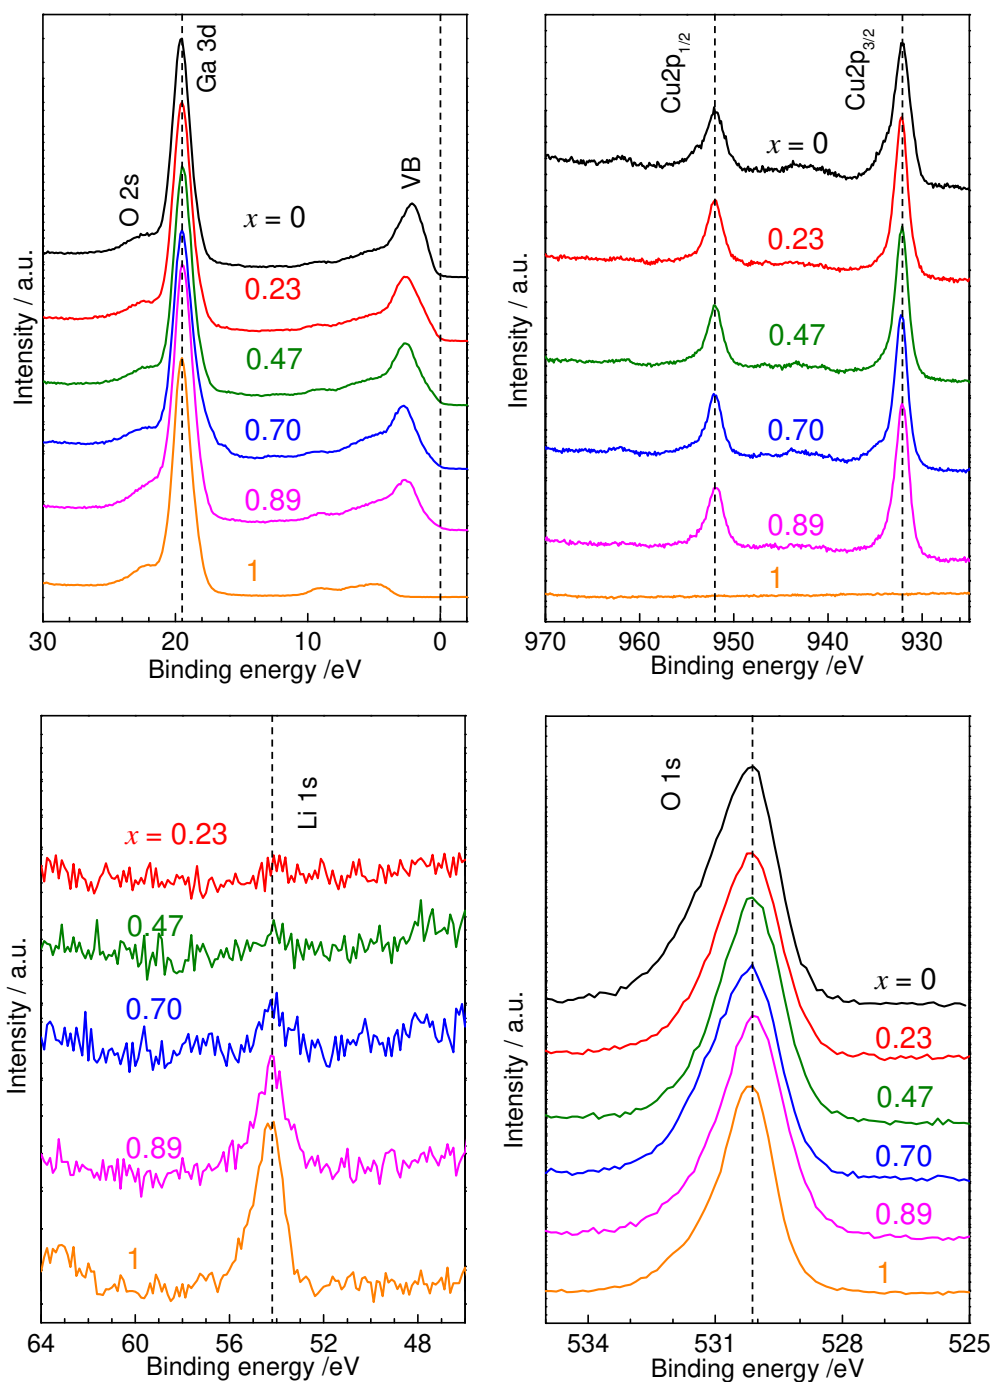 Ga 3d
O 2s
VB
x = 0
0.23
0.47
0.70
0.89
1
Intensity / a.u.
30 20 10 0
Binding energy /eV
Cu2p1/2
Cu2p3/2
x = 0
0.23
0.47
0.70
0.89
1
Intensity / a.u.
970 960 950 940 930
Binding energy /eV
Li 1s
x = 0.23
0.47
0.70
0.89
1
Intensity / a.u.
64 60 56 52 48
Binding energy /eV
O 1s
x = 0
0.23
0.47
0.70
0.89
1
Intensity / a.u.
534 531 528 525
Binding energy /eV